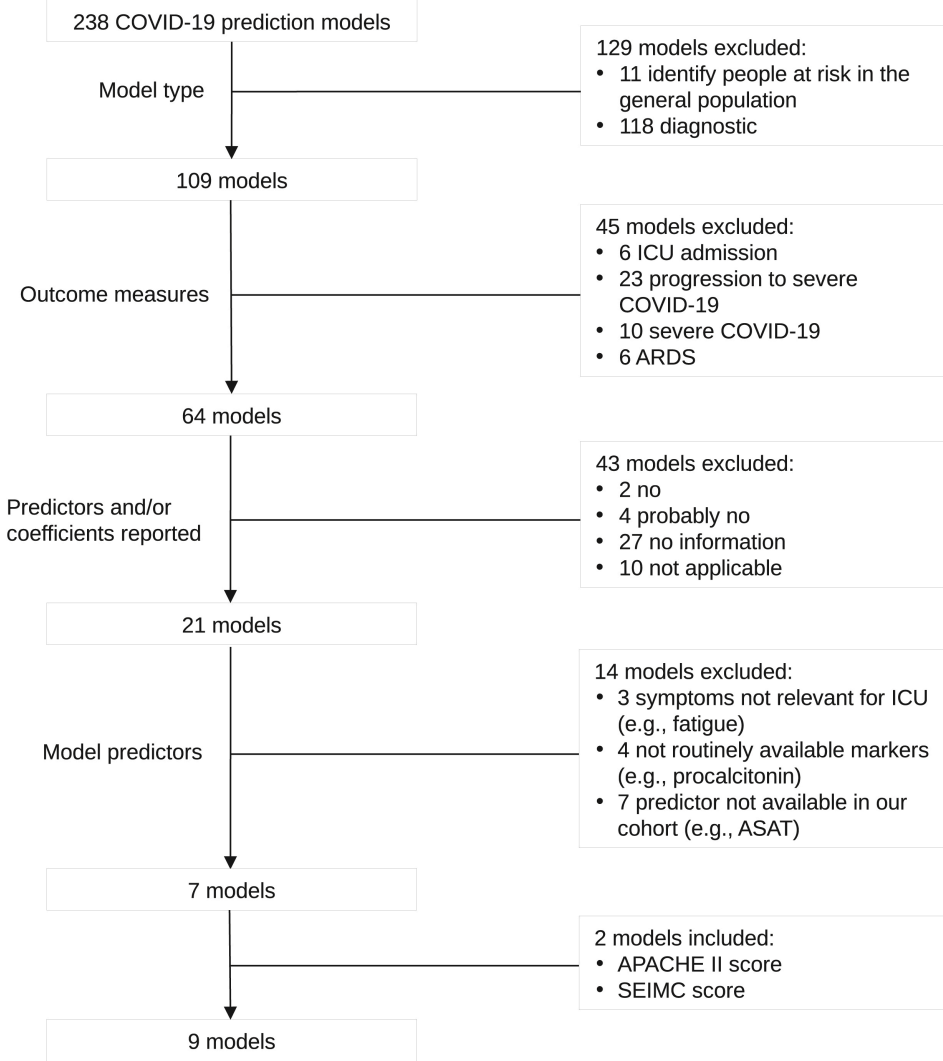 238 COVID-19 prediction models
129 models excluded:
• 11 identify people at risk in the
general population
• 118 diagnostic
Model type
109 models
45 models excluded:
• 6 ICU admission
• 23 progression to severe
COVID-19
• 10 severe COVID-19
• 6 ARDS
Outcome measures
64 models
43 models excluded:
• 2 no
• 4 probably no
• 27 no information
• 10 not applicable
Predictors and/or
coefficients reported
21 models
14 models excluded:
• 3 symptoms not relevant for ICU
(e.g., fatigue)
• 4 not routinely available markers
(e.g., procalcitonin)
• 7 predictor not available in our
cohort (e.g., ASAT)
Model predictors
7 models
2 models included:
• APACHE II score
• SEIMC score
9 models